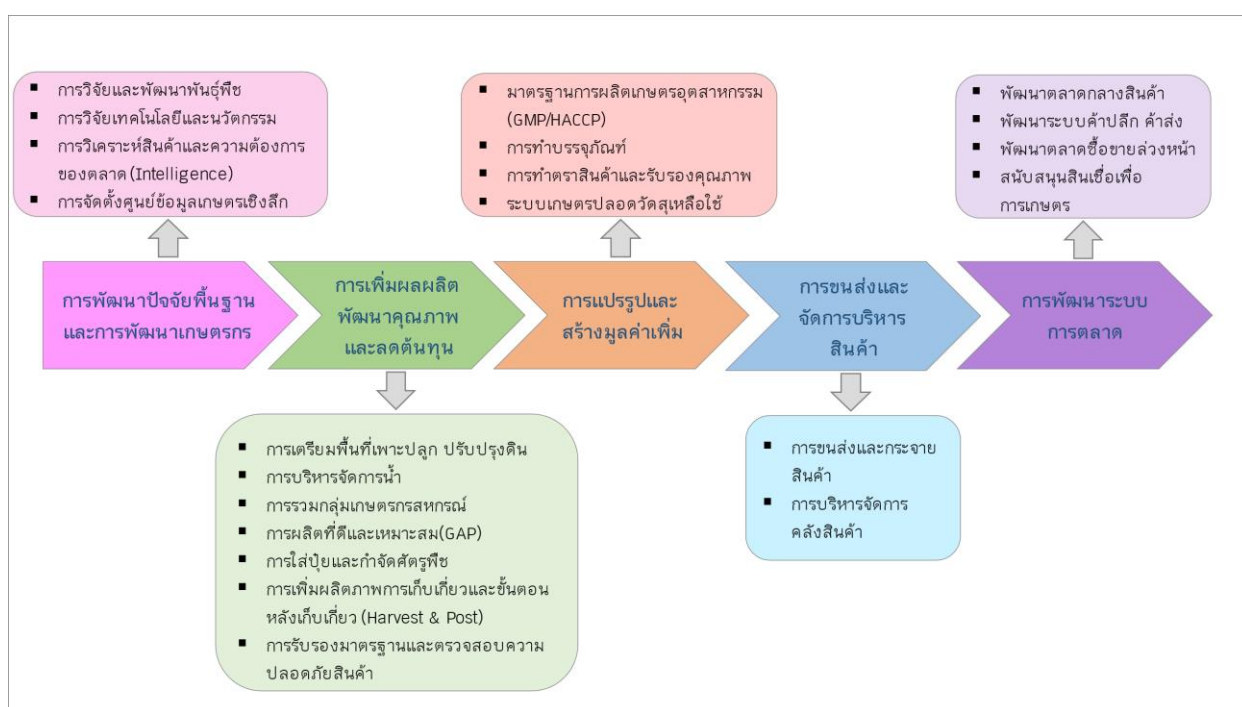 ▪ การวิจัยและพัฒนาพันธุ์พืช
▪ การวิจัยเทคโนโลยีและนวัตกรรม
▪ การวิเคราะห์สินค้าและความต้องการ
ของตลาด (Intelligence)
▪ การจัดตั้งศูนย์ข้อมูลเกษตรเชิงลึก
▪ มาตรฐานการผลิตเกษตรอุตสาหกรรม
(GMP/HACCP)
▪ การทำบรรจุภัณฑ์
▪ การทำตราสินค้าและรับรองคุณภาพ
▪ ระบบเกษตรปลอดวัสดุเหลือใช้
▪ พัฒนาตลาดกลางสินค้า
▪ พัฒนาระบบค้าปลีก ค้าส่ง
▪ พัฒนาตลาดซื้อขายล่วงหน้า
▪ สนับสนุนสินเชื่อเพื่อ
การเกษตร
การพัฒนาปัจจัยพื้นฐาน
และการพัฒนาเกษตรกร
การเพิ่มผลผลิต
พัฒนาคุณภาพ
และลดต้นทุน
การแปรรูปและ
สร้างมูลค่าเพิ่ม
การขนส่งและ
จัดการบริหาร
สินค้า
การพัฒนาระบบ
การตลาด
▪ การเตรียมพื้นที่เพาะปลูก ปรับปรุงดิน
▪ การบริหารจัดการน้ำ
▪ การรวมกลุ่มเกษตรกรสหกรณ์
▪ การผลิตที่ดีและเหมาะสม(GAP)
▪ การใส่ปุ๋ยและกำจัดศัตรูพืช
▪ การเพิ่มผลิตภาพการเก็บเกี่ยวและขั้นตอน
หลังเก็บเกี่ยว (Harvest & Post)
▪ การรับรองมาตรฐานและตรวจสอบความ
ปลอดภัยสินค้า
▪ การขนส่งและกระจาย
สินค้า
▪ การบริหารจัดการ
คลังสินค้า